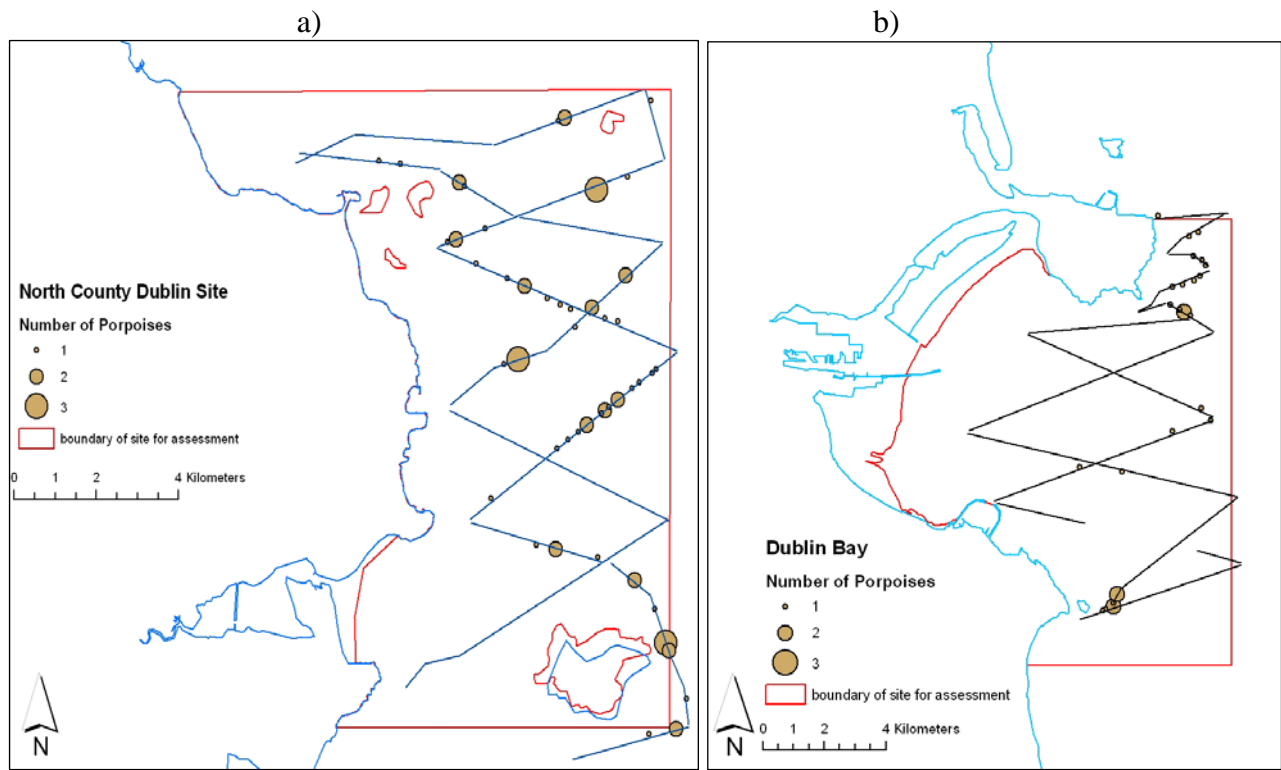 a)
b)
North County Dublin Site
Number of Porpoises
1
2
3
boundary of site for assessment
0 1 2 4 Kilometers
N
Dublin Bay
Number of Porpoises
1
2
3
boundary of site for assessment
0 1 2 4 Kilometers
N